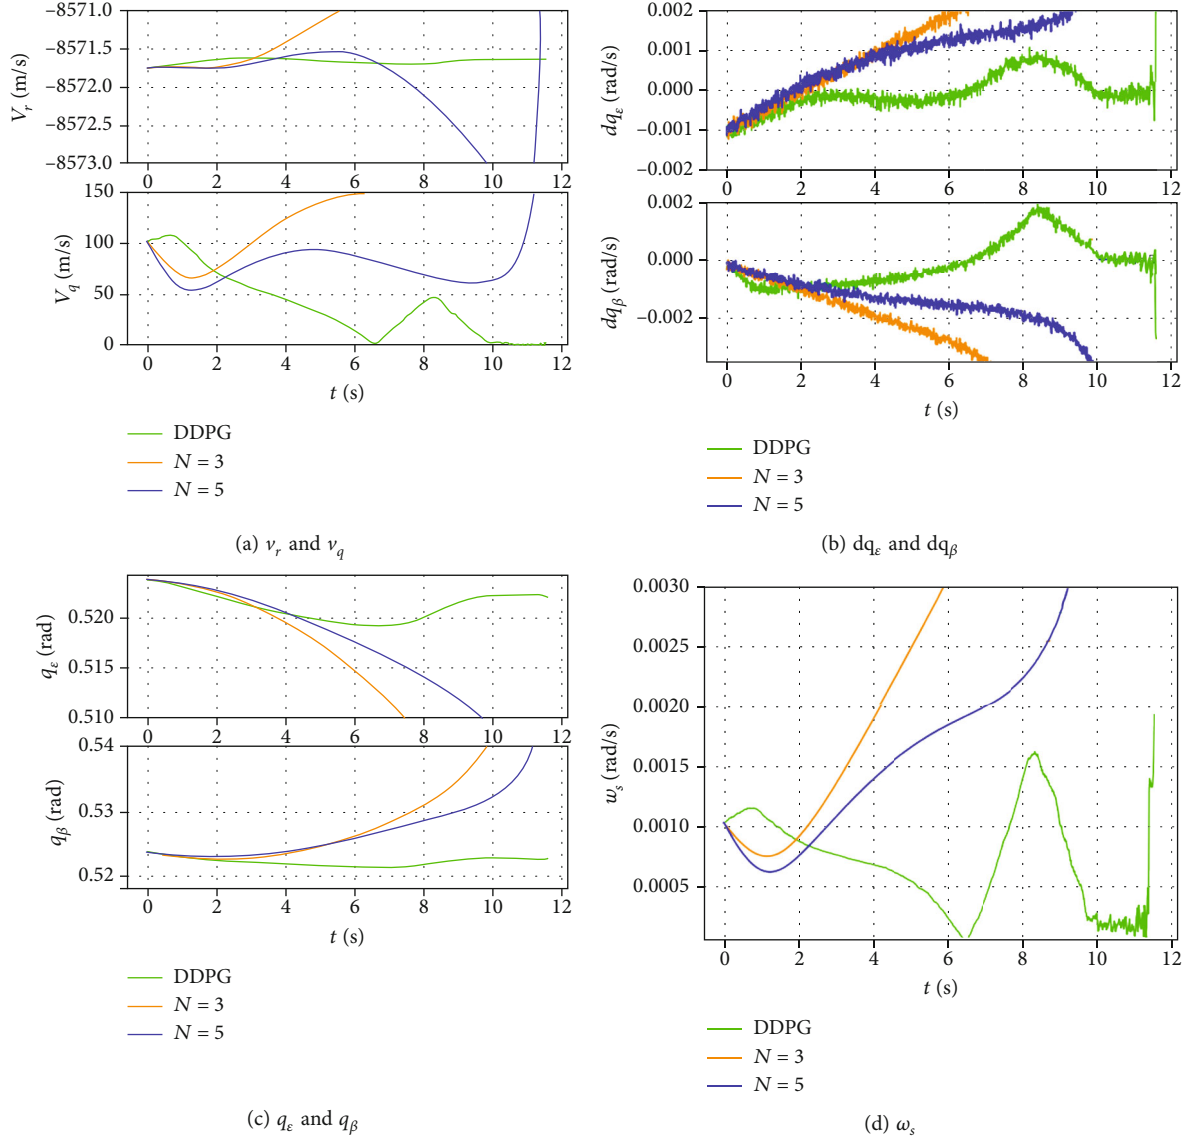 −8571.0
−8571.5
−8572.0
−8572.5
−8573.0
V_r (m/s)
0 2 4 6 8 10 12
150
100
50
0
V_q (m/s)
0 2 4 6 8 10 12
t (s)
DDPG
N = 3
N = 5
(a) v_r and v_q
0.002
0.001
0.000
−0.001
−0.002
dq_ε (rad/s)
0 2 4 6 8 10 12
0.002
0.000
−0.002
dq_β (rad/s)
0 2 4 6 8 10 12
t (s)
DDPG
N = 3
N = 5
(b) dq_ε and dq_β
0.520
0.515
0.510
q_ε (rad)
0 2 4 6 8 10 12
0.54
0.53
0.52
q_β (rad)
0 2 4 6 8 10 12
t (s)
DDPG
N = 3
N = 5
(c) q_ε and q_β
0.0030
0.0025
0.0020
0.0015
0.0010
0.0005
w_s (rad/s)
0 2 4 6 8 10 12
t (s)
DDPG
N = 3
N = 5
(d) ω_s